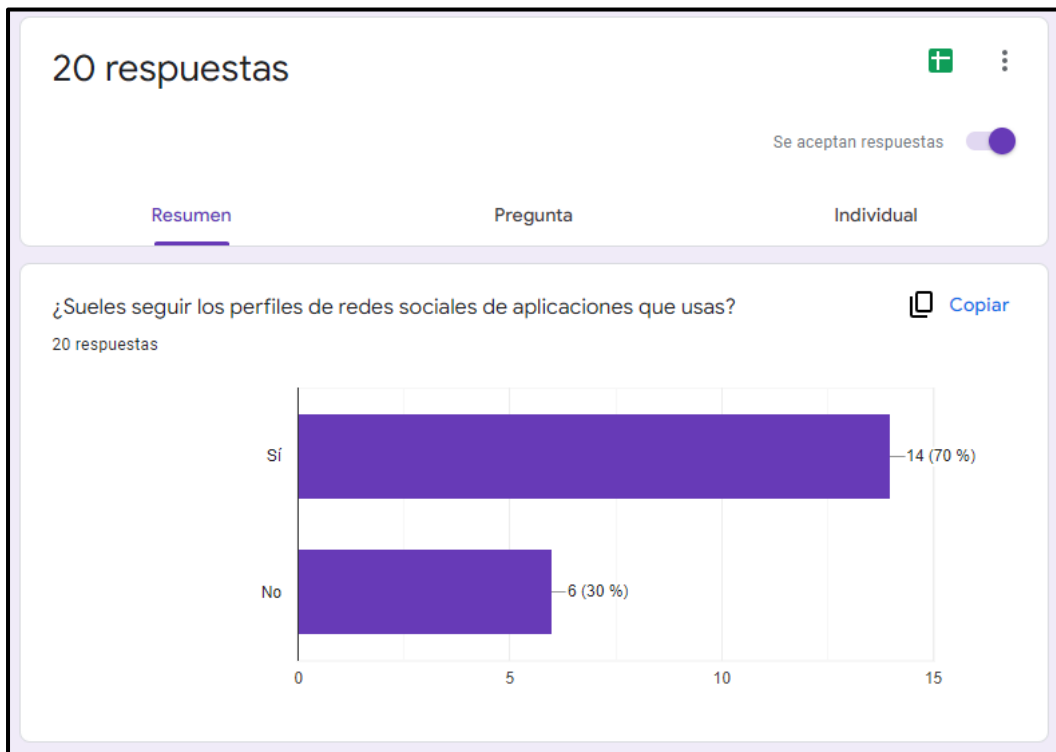 20 respuestas
Se aceptan respuestas
Resumen Pregunta Individual
¿Sueles seguir los perfiles de redes sociales de aplicaciones que usas? Copiar
20 respuestas
Sí 14 (70 %)
No 6 (30 %)
0 5 10 15